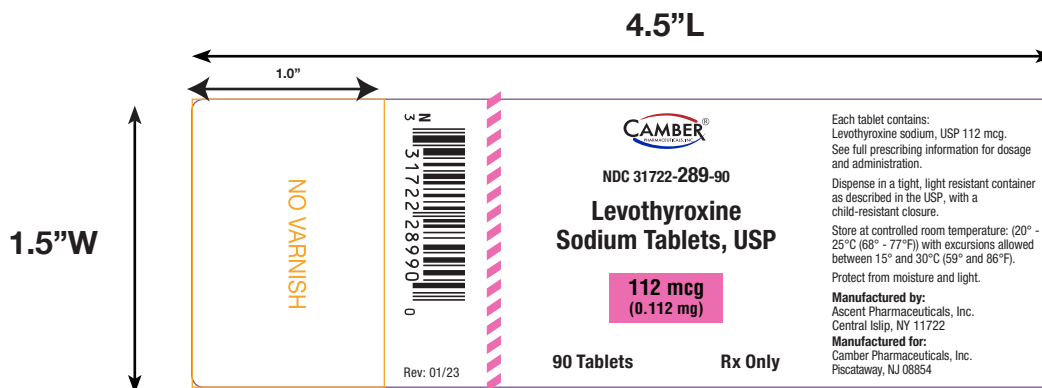 4.5”L
1.0”
1.5”W
NO VARNISH
N
3
31722 28990
0
Rev: 01/23
CAMBER®
PHARMACEUTICALS, INC
NDC 31722-289-90
Levothyroxine
Sodium Tablets, USP
112 mcg
(0.112 mg)
90 Tablets Rx Only
Each tablet contains:
Levothyroxine sodium, USP 112 mcg.
See full prescribing information for dosage
and administration.
Dispense in a tight, light resistant container
as described in the USP, with a
child-resistant closure.
Store at controlled room temperature: (20° -
25°C (68° - 77°F)) with excursions allowed
between 15° and 30°C (59° and 86°F).
Protect from moisture and light.
Manufactured by:
Ascent Pharmaceuticals, Inc.
Central Islip, NY 11722
Manufactured for:
Camber Pharmaceuticals, Inc.
Piscataway, NJ 08854